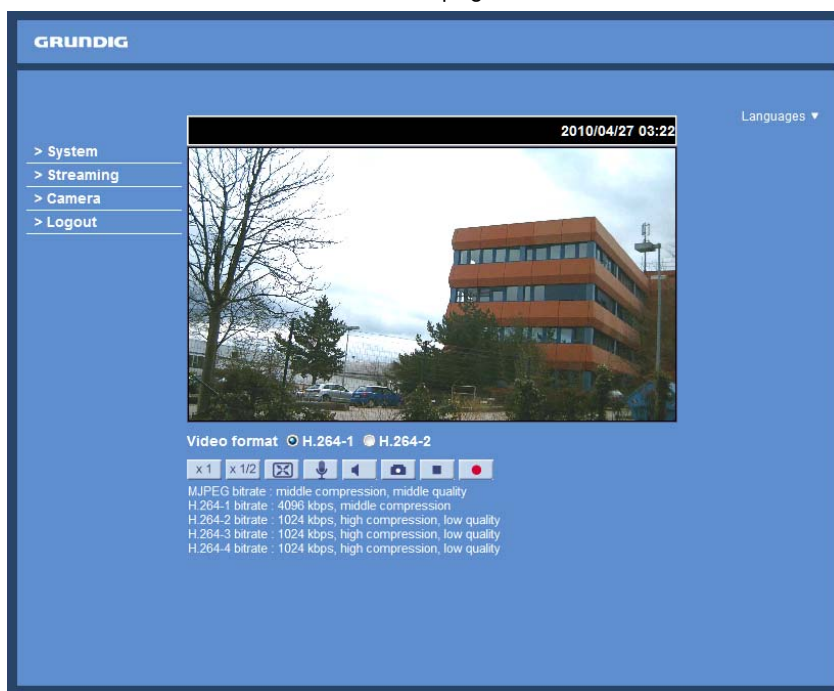 GRUNDIG
Languages ▼
2010/04/27 03:22
> System
> Streaming
> Camera
> Logout
Video format H.264-1 H.264-2
x 1 x 1/2
MJPEG bitrate : middle compression, middle quality
H.264-1 bitrate : 4096 kbps, middle compression
H.264-2 bitrate : 1024 kbps, high compression, low quality
H.264-3 bitrate : 1024 kbps, high compression, low quality
H.264-4 bitrate : 1024 kbps, high compression, low quality